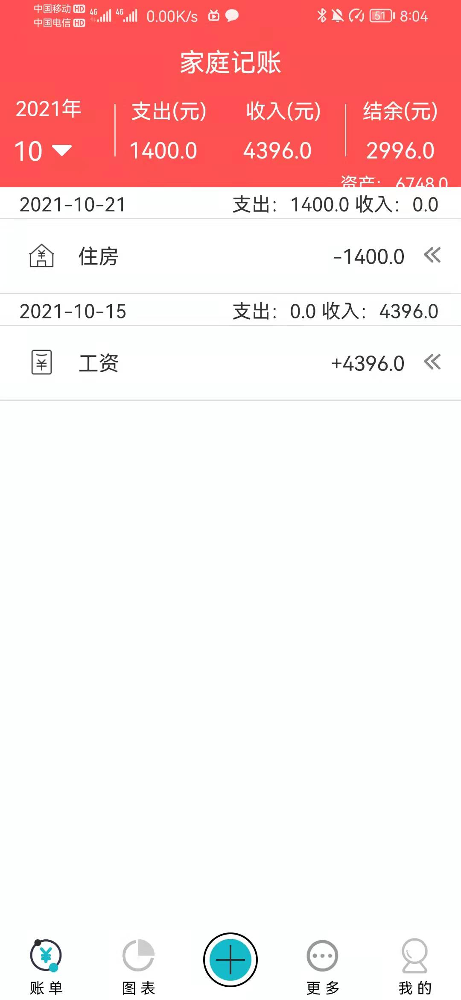 中国移动 HD 4G 4G 0.00K/s 51 8:04
中国电信 HD
家庭记账
2021年 支出(元) 收入(元) 结余(元)
10 1400.0 4396.0 2996.0
资产： 6748.0
2021-10-21 支出：1400.0 收入：0.0
住房 -1400.0
2021-10-15 支出：0.0 收入：4396.0
工资 +4396.0
账单 图表 更多 我的